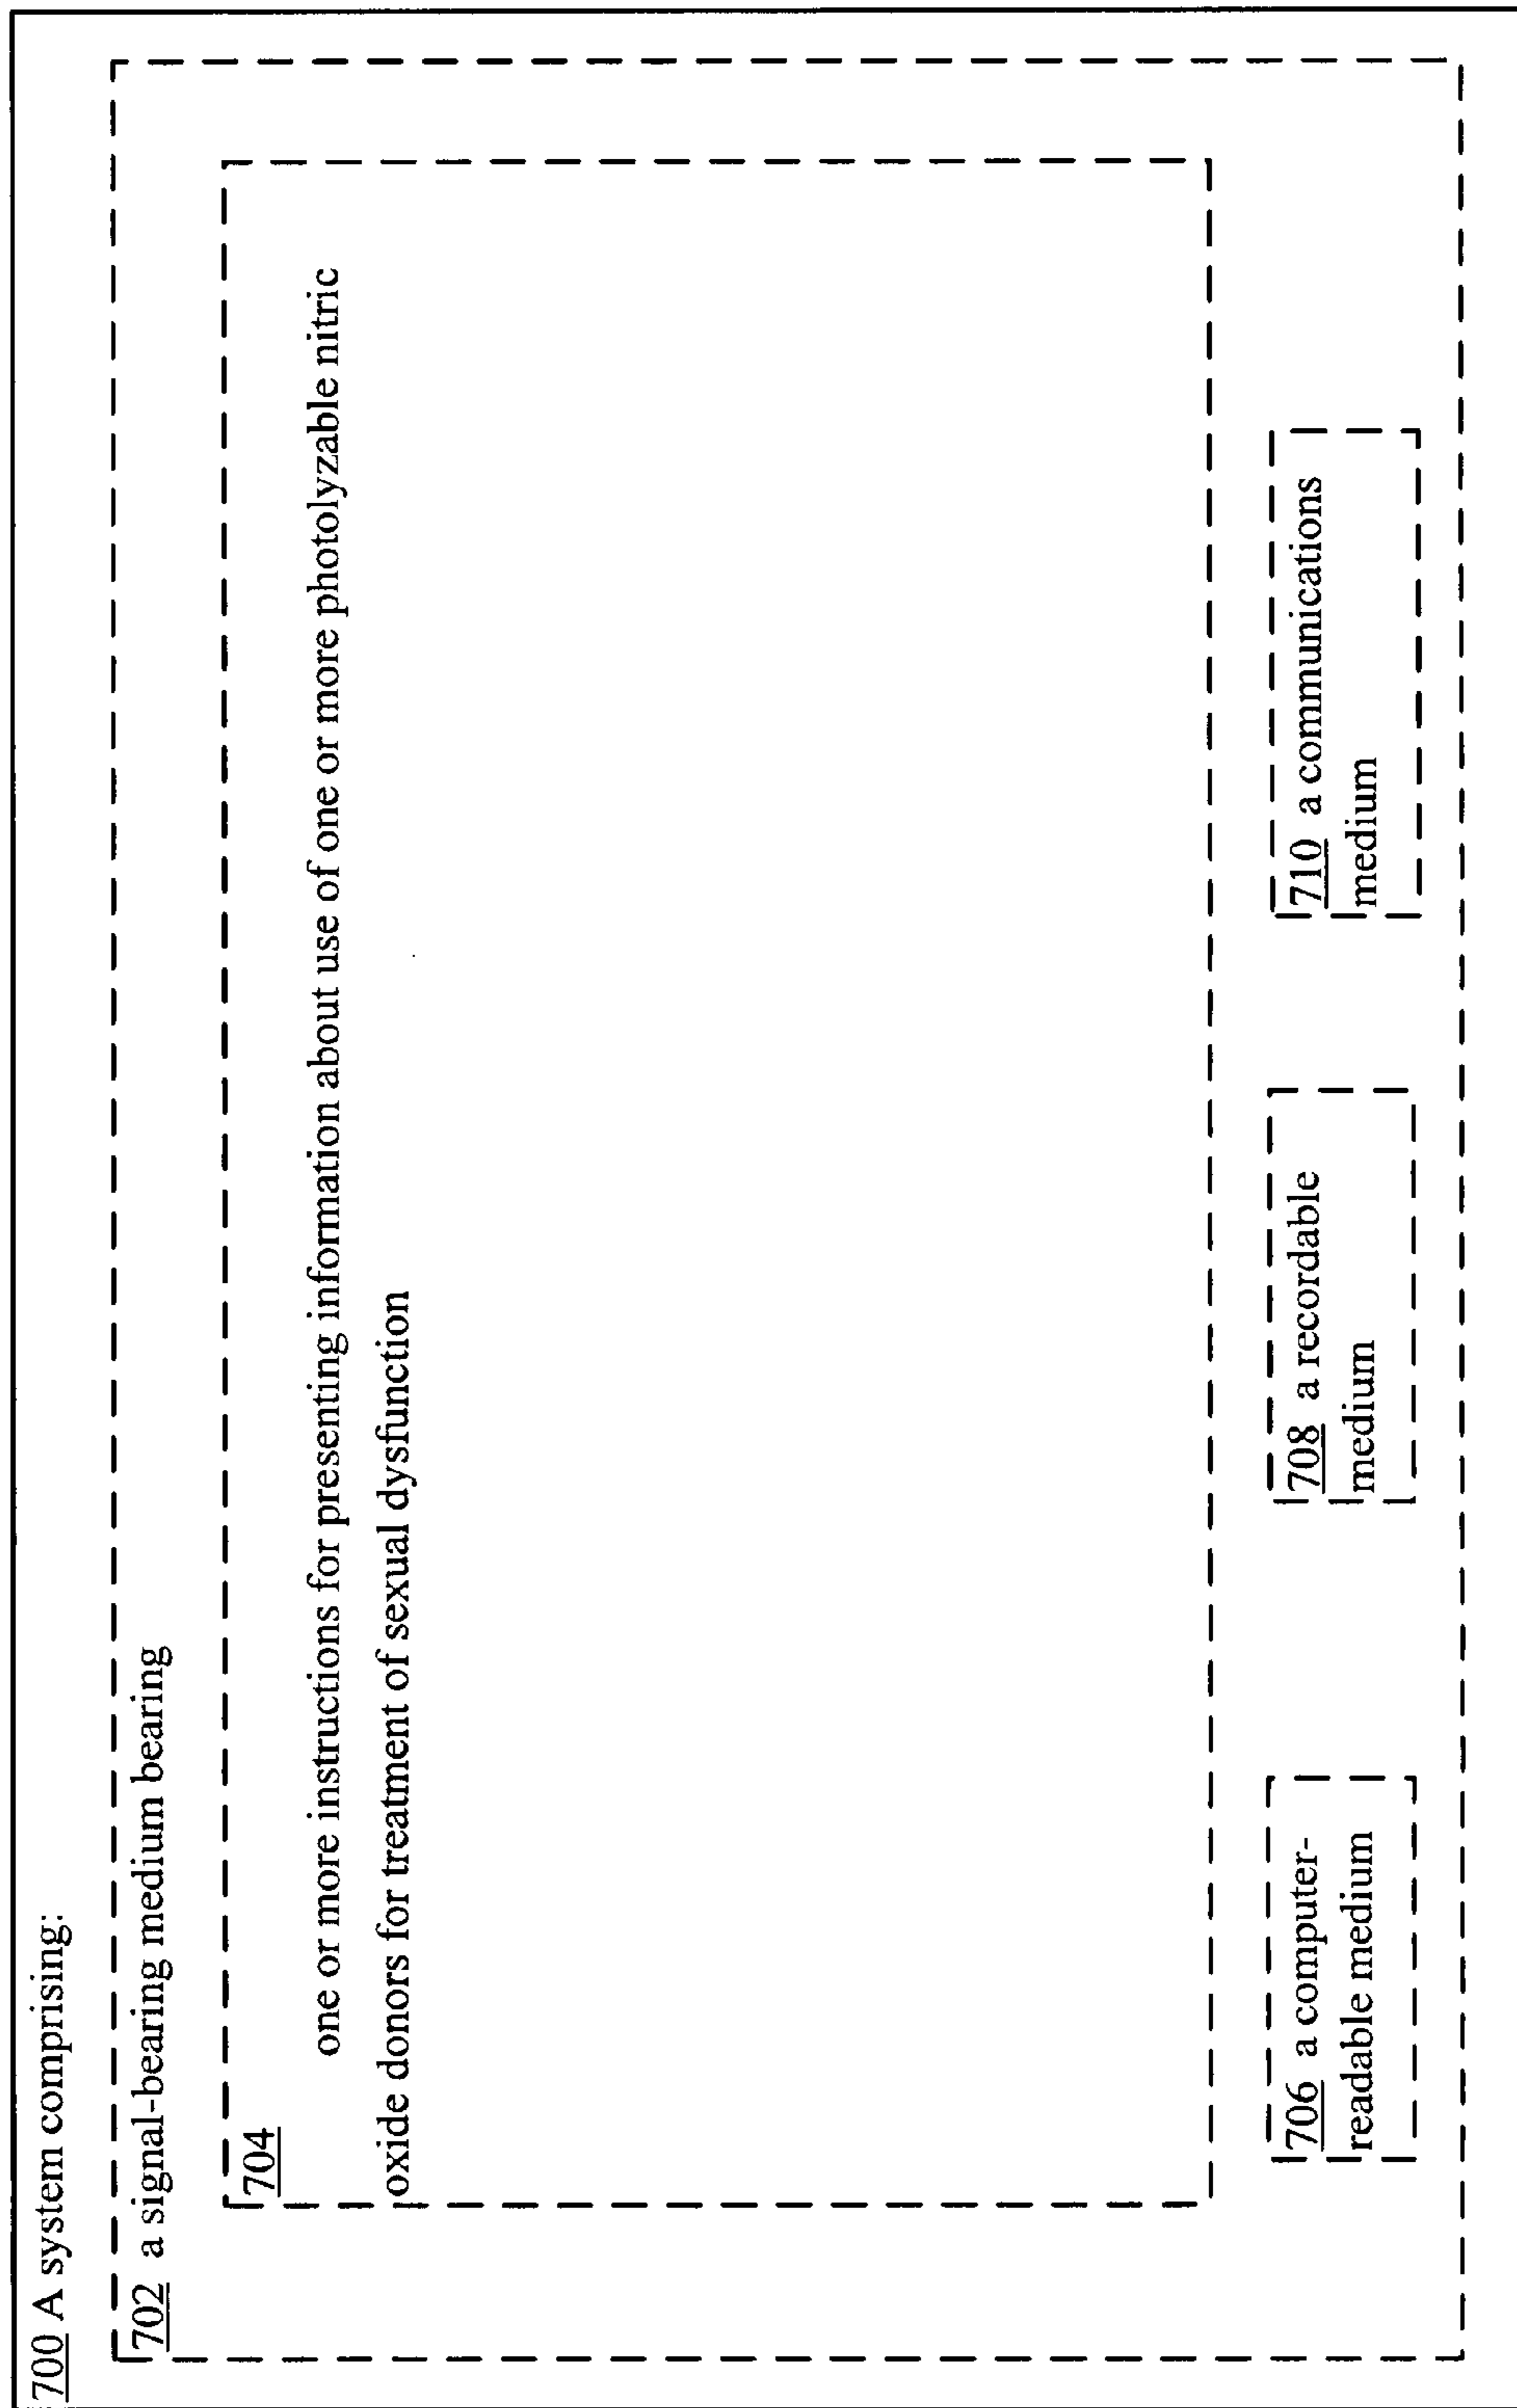 700 A system comprising:
702 a signal-bearing medium bearing
704
one or more instructions for presenting information about use of one or more photolyzable nitric
oxide donors for treatment of sexual dysfunction
706 a computer-
readable medium
708 a recordable
medium
710 a communications
medium